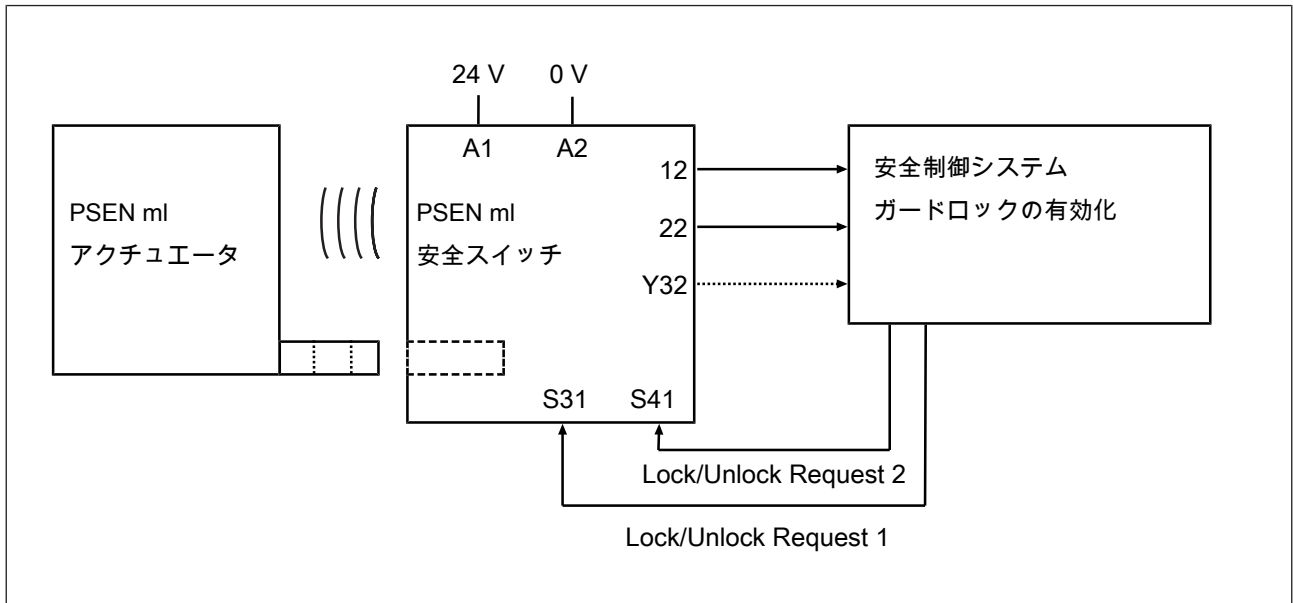 24 V
0 V
A1
A2
12
22
Y32
PSEN ml
アクチュエータ
PSEN ml
安全スイッチ
安全制御システム
ガードロックの有効化
S31
S41
Lock/Unlock Request 2
Lock/Unlock Request 1